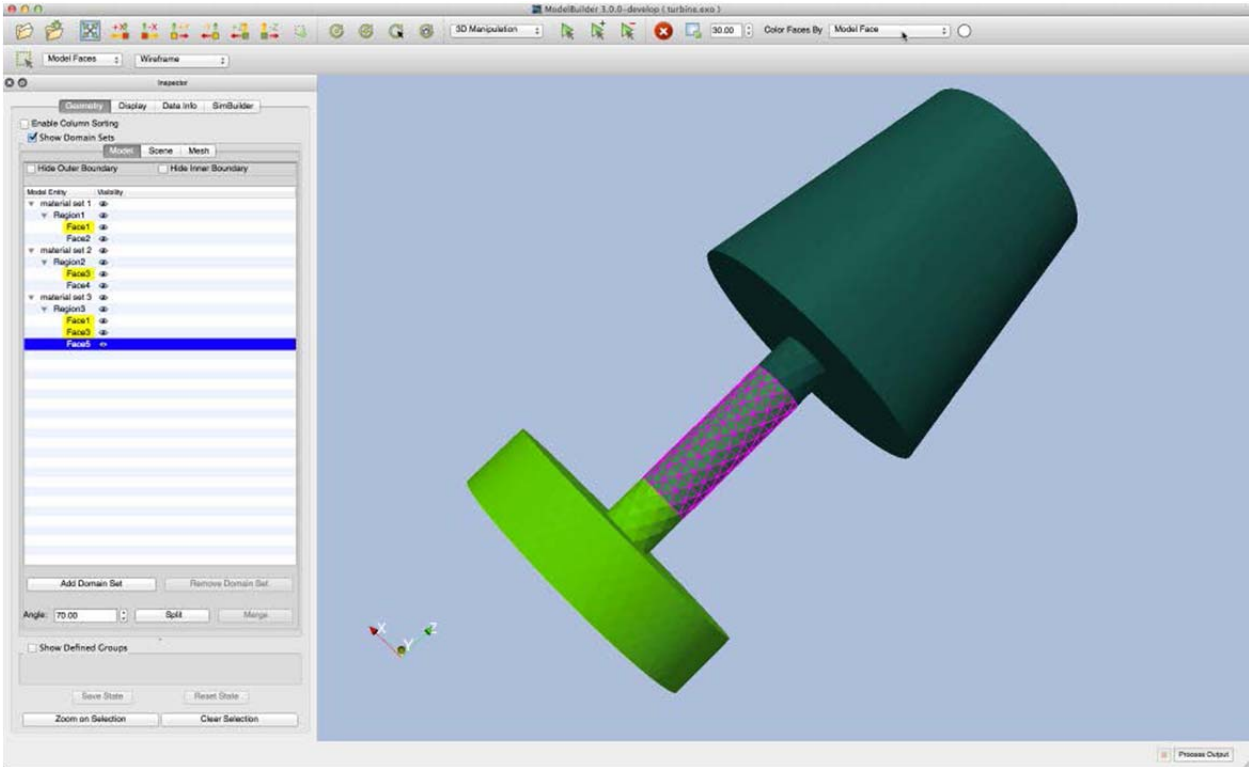 ModelBuilder 3.0.0-develop ( turbine.exo )
3D Manipulation 30.00 Color Faces By Model Face
Model Faces Wireframe
Inspector
Geometry Display Data Info SimBuilder
Enable Column Sorting
Show Domain Sets
Model Scene Mesh
Hide Outer Boundary Hide Inner Boundary
Model Entity Visibility
material set 1
Region1
Face1
Face2
material set 2
Region2
Face3
Face4
material set 3
Region3
Face1
Face3
Face5
Add Domain Set Remove Domain Set
Angle: 70.00 Split Merge
Show Defined Groups
Save State Reset State
Zoom on Selection Clear Selection
X Y Z
Process Output